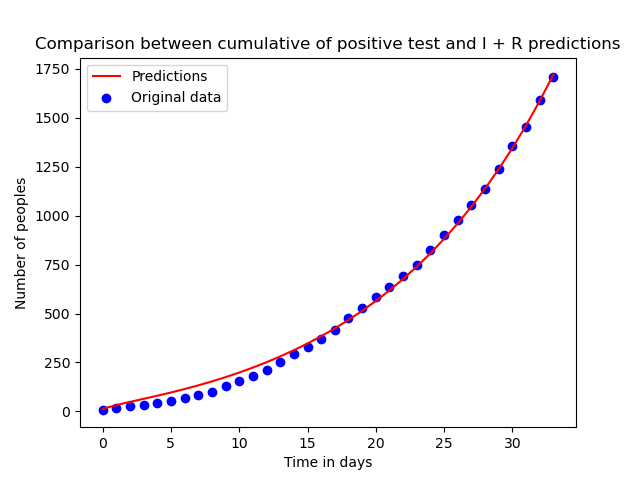 Comparison between cumulative of positive test and I + R predictions
Predictions
Original data
Number of peoples
1750
1500
1250
1000
750
500
250
0
0 5 10 15 20 25 30
Time in days